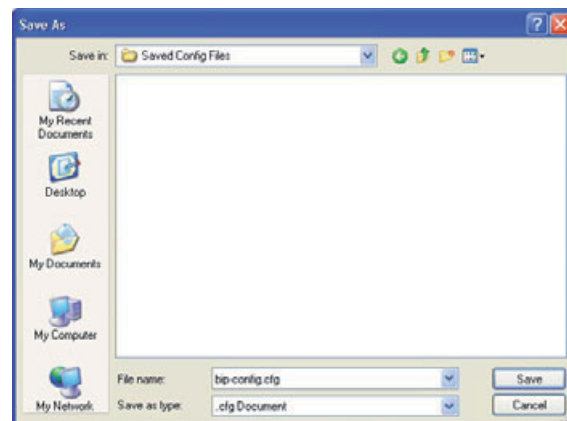 Save As
Save in:
Saved Config Files
My Recent
Documents
Desktop
My Documents
My Computer
My Network
File name:
bip-config.cfg
Save
Save as type:
.cfg Document
Cancel